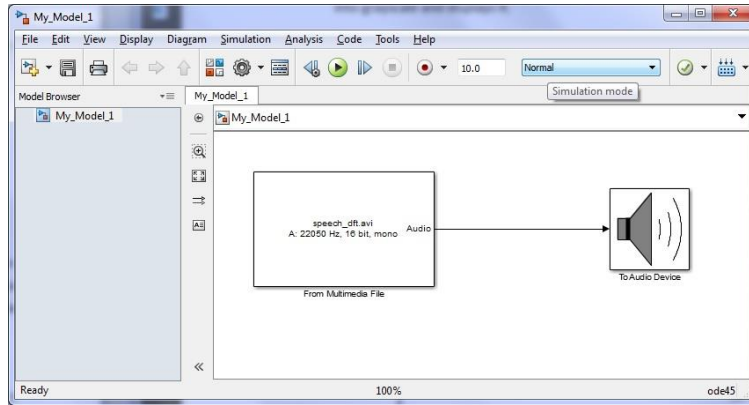 My_Model_1
File Edit View Display Diagram Simulation Analysis Code Tools Help
10.0 Normal
Simulation mode
Model Browser
My_Model_1
My_Model_1
My_Model_1
speech_dft.avi
A: 22050 Hz, 16 bit, mono
Audio
From Multimedia File
To Audio Device
Ready 100% ode45